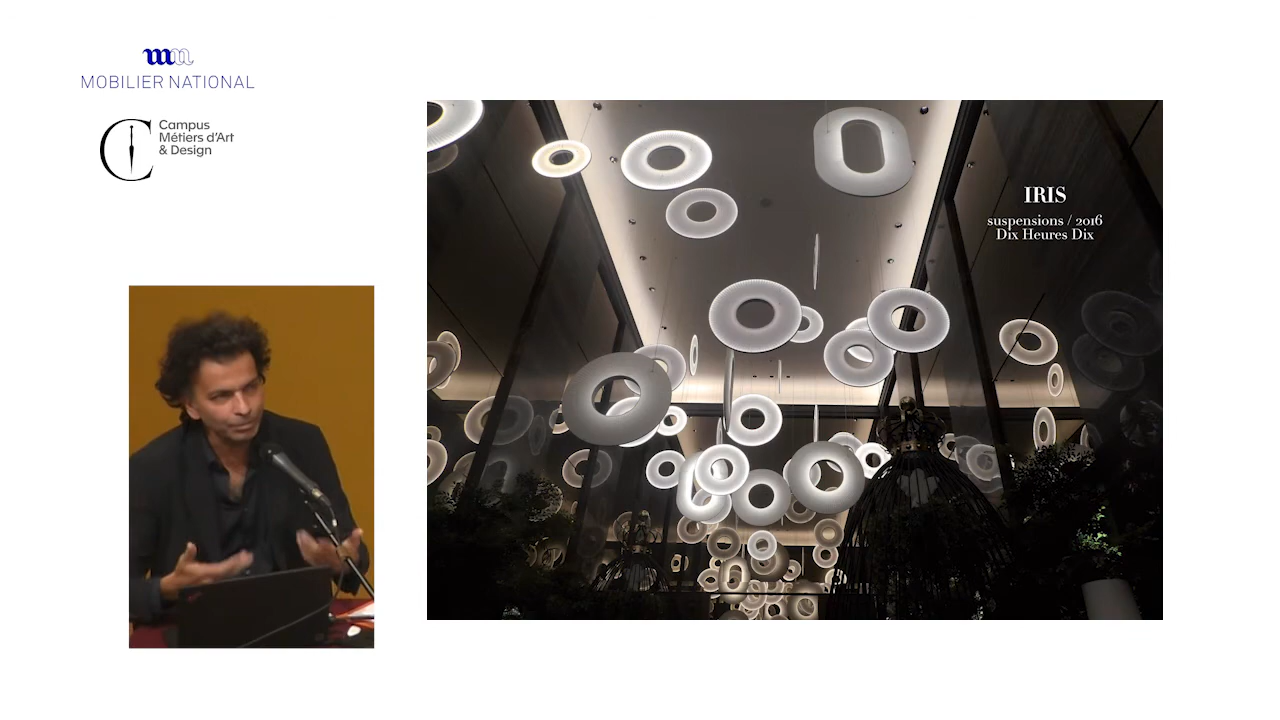 m
MOBILIER NATIONAL
Campus
Métiers d'Art
& Design
IRIS
suspensions / 2016
Dix Heures Dix